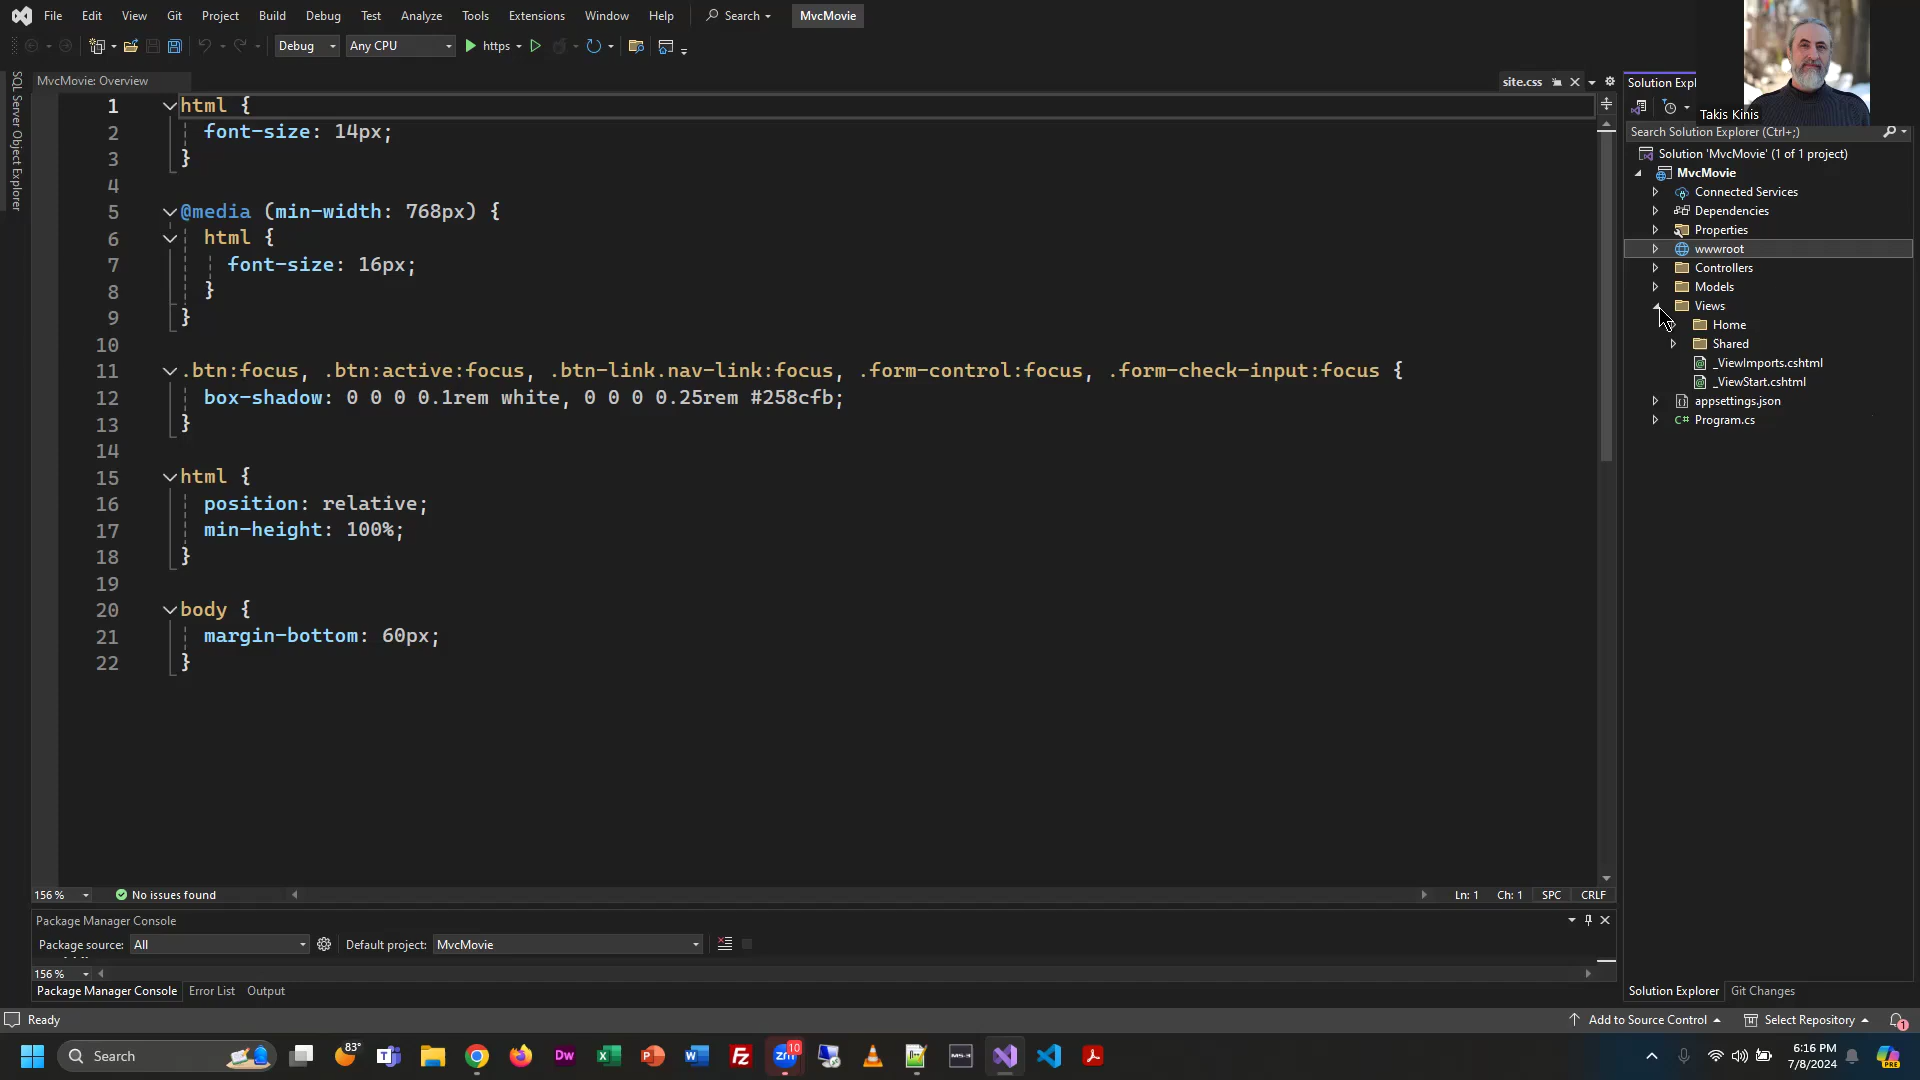 File Edit View Git Project Build Debug Test Analyze Tools Extensions Window Help Search MvcMovie
Debug Any CPU https
SQL Server Object Explorer
MvcMovie: Overview
site.css
1 html {
2 font-size: 14px;
3 }
4
5 @media (min-width: 768px) {
6 html {
7 font-size: 16px;
8 }
9 }
10
11 .btn:focus, .btn:active:focus, .btn-link.nav-link:focus, .form-control:focus, .form-check-input:focus {
12 box-shadow: 0 0 0 0.1rem white, 0 0 0 0.25rem #258cfb;
13 }
14
15 html {
16 position: relative;
17 min-height: 100%;
18 }
19
20 body {
21 margin-bottom: 60px;
22 }
156 % No issues found Ln: 1 Ch: 1 SPC CRLF
Package Manager Console
Package source: All Default project: MvcMovie
156 %
Package Manager Console Error List Output
Solution Expl
Takis Kinis
Search Solution Explorer (Ctrl+;)
Solution 'MvcMovie' (1 of 1 project)
MvcMovie
Connected Services
Dependencies
Properties
wwwroot
Controllers
Models
Views
Home
Shared
_ViewImports.cshtml
_ViewStart.cshtml
appsettings.json
C# Program.cs
Solution Explorer Git Changes
Ready Add to Source Control Select Repository 1
Search 83° Dw zm 10 6:16 PM
7/8/2024
PRE